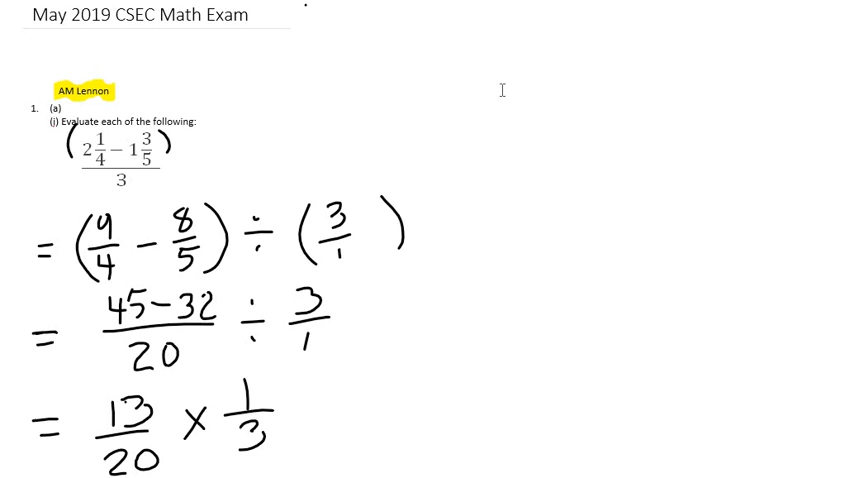 May 2019 CSEC Math Exam
AM Lennon
1. (a)
(i) Evaluate each of the following:
(2 1/4 − 1 3/5) / 3
= (9/4 − 8/5) ÷ (3/1 )
= (45−32)/20 ÷ 3/1
= 13/20 × 1/3